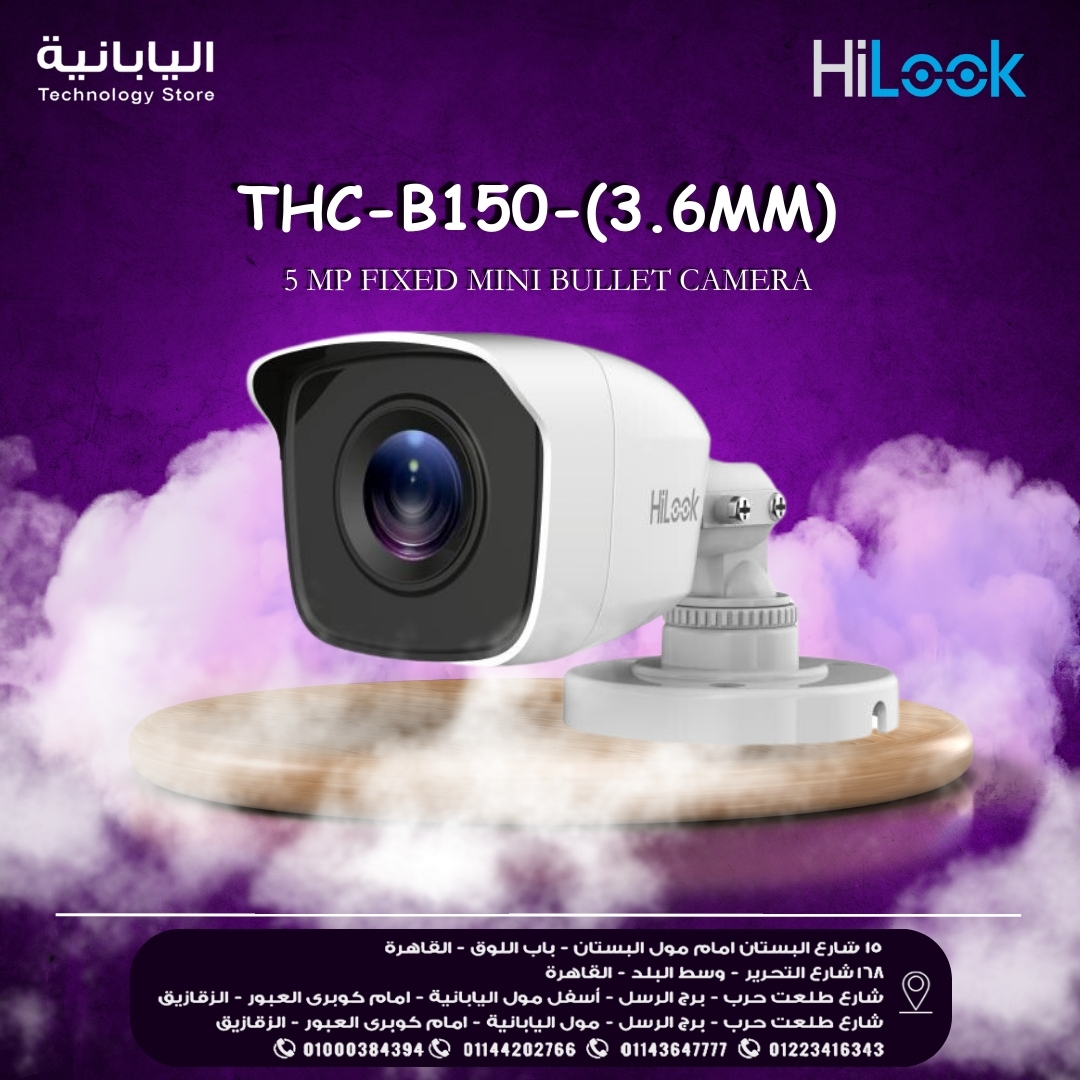 اليابانية
Technology Store
HiLook
THC-B150-(3.6MM)
5 MP FIXED MINI BULLET CAMERA
HiLook
١٥ شارع البستان امام مول البستان - باب اللوق - القاهرة
١٦٨ شارع التحرير - وسط البلد - القاهرة
شارع طلعت حرب - برج الرسل - أسفل مول اليابانية - امام كوبرى العبور - الزقازيق
شارع طلعت حرب - برج الرسل - مول اليابانية - امام كوبرى العبور - الزقازيق
01000384394 01144202766 01143647777 01223416343